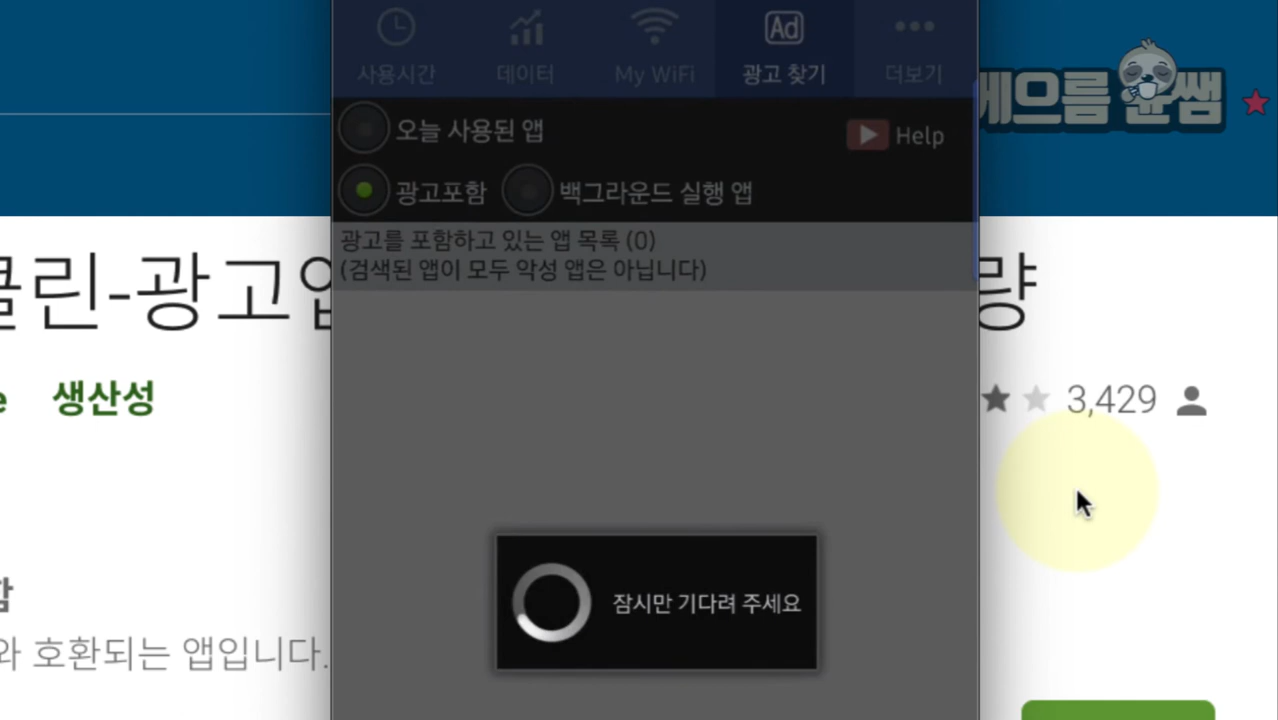 사용시간 데이터 My WiFi Ad 광고 찾기 더보기
게으름 윤쌤
오늘 사용된 앱 Help
광고포함 백그라운드 실행 앱
광고를 포함하고 있는 앱 목록 (0)
(검색된 앱이 모두 악성 앱은 아닙니다)
클린-광고앱 량
e 생산성 3,429
함
잠시만 기다려 주세요
와 호환되는 앱입니다.